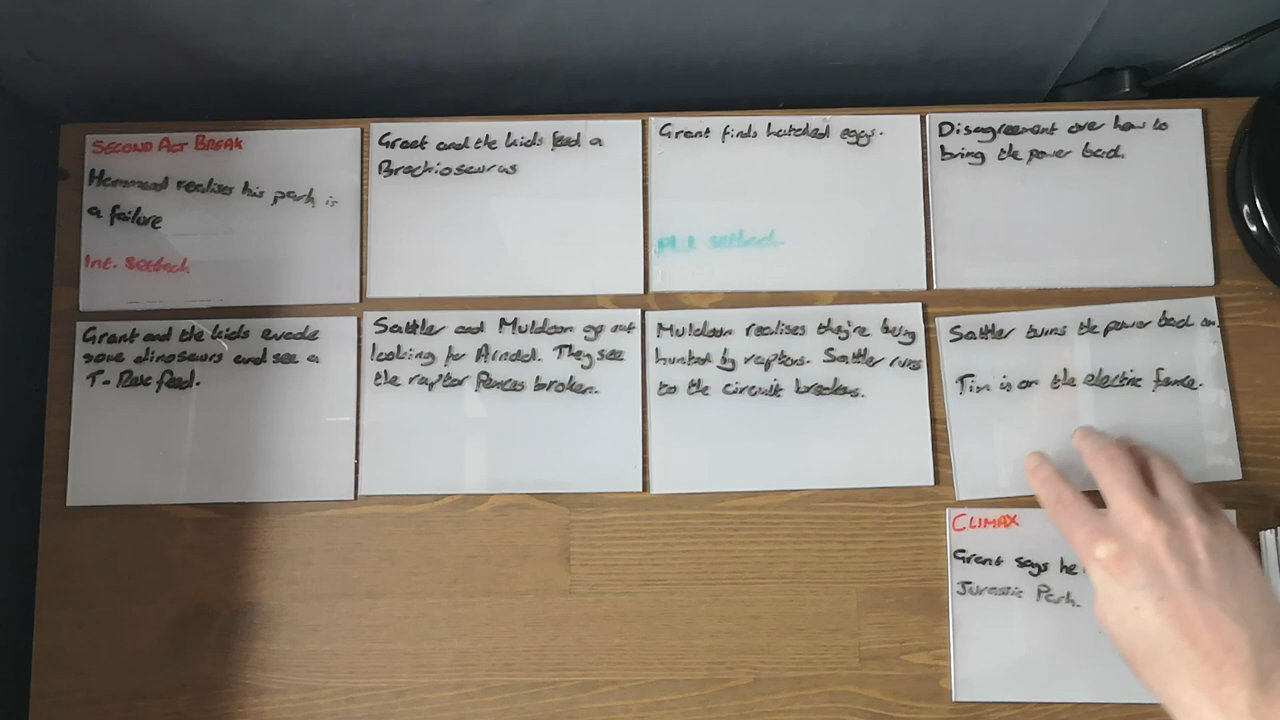 SECOND ACT BREAK
Hammond realises his park is
a failure
Int. setback
Grant and the kids feed a
Brachiosaurus
Grant finds hatched eggs.
setback
Disagreement over how to
bring the power back.
Grant and the kids evade
some dinosaurs and see a
T-Rex feed.
Sattler and Muldoon go out
looking for Arnold. They see
the raptor fences broken.
Muldoon realises they're being
hunted by raptors. Sattler runs
to the circuit breakers.
Sattler turns the power back on.
Tim is on the electric fence.
CLIMAX
Grant says he
Jurassic Park.